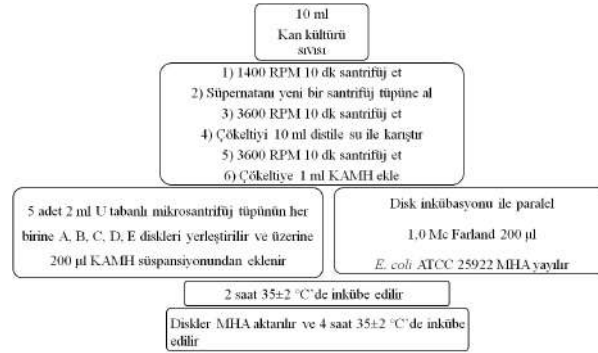 10 ml
Kan kültürü
sıvısı
1) 1400 RPM 10 dk santrifüj et
2) Süpernatanı yeni bir santrifüj tüpüne al
3) 3600 RPM 10 dk santrifüj et
4) Çökeltiyi 10 ml distile su ile karıştır
5) 3600 RPM 10 dk santrifüj et
6) Çökeltiye 1 ml KAMH ekle
5 adet 2 ml U tabanlı mikrosantrifüj tüpünün her
birine A, B, C, D, E diskleri yerleştirilir ve üzerine
200 µl KAMH süspansiyonundan eklenir
Disk inkübasyonu ile paralel
1,0 Mc Farland 200 µl
E. coli ATCC 25922 MHA yayılır
2 saat 35±2 °C'de inkübe edilir
Diskler MHA aktarılır ve 4 saat 35±2 °C'de inkübe
edilir